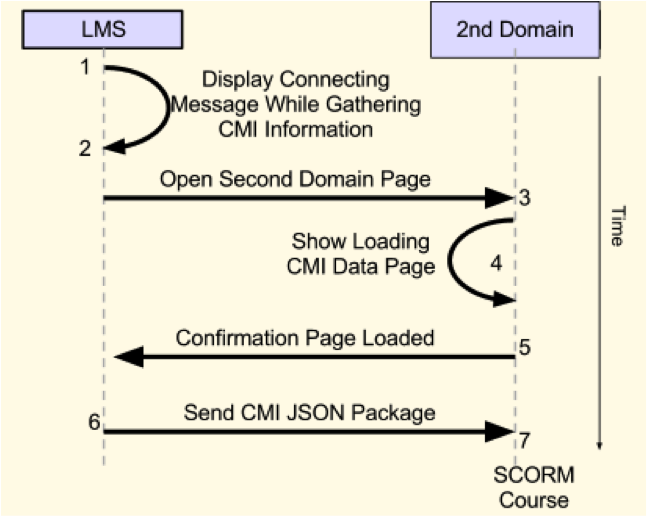 LMS
2nd Domain
1
Display Connecting
Message While Gathering
CMI Information
2
Open Second Domain Page
3
Show Loading
CMI Data Page
4
Time
Confirmation Page Loaded
5
6
Send CMI JSON Package
7
SCORM
Course